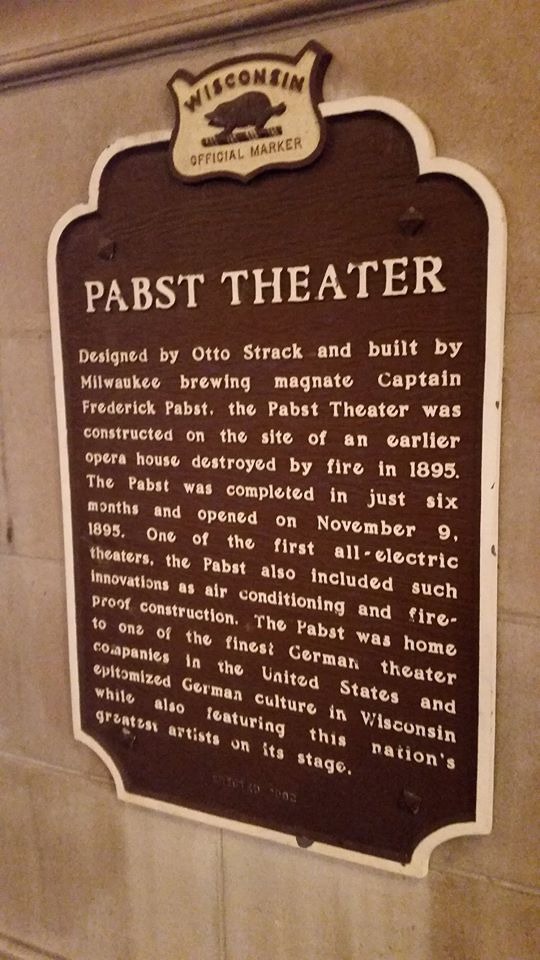 WISCONSIN
OFFICIAL MARKER
PABST THEATER
Designed by Otto Strack and built by
Milwaukee brewing magnate Captain
Frederick Pabst, the Pabst Theater was
constructed on the site of an earlier
opera house destroyed by fire in 1895.
The Pabst was completed in just six
months and opened on November 9,
1895. One of the first all-electric
theaters, the Pabst also included such
innovations as air conditioning and fire-
proof construction. The Pabst was home
to one of the finest German theater
companies in the United States and
epitomized German culture in Wisconsin
while also featuring this nation's
greatest artists on its stage.
ERECTED